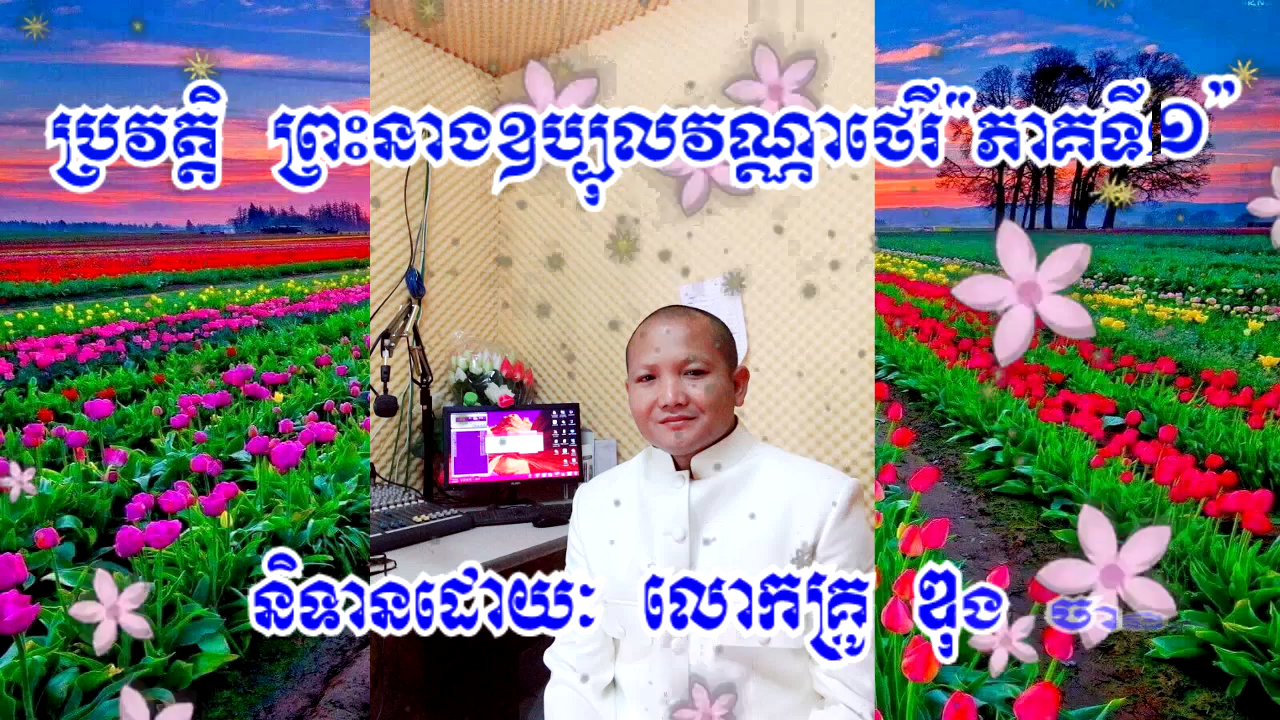 ប្រវត្តិ ព្រះនាងឧប្បុលវណ្ណាថេរី"ភាគទី១"
និទានដោយៈ លោកគ្រូ ឌុង